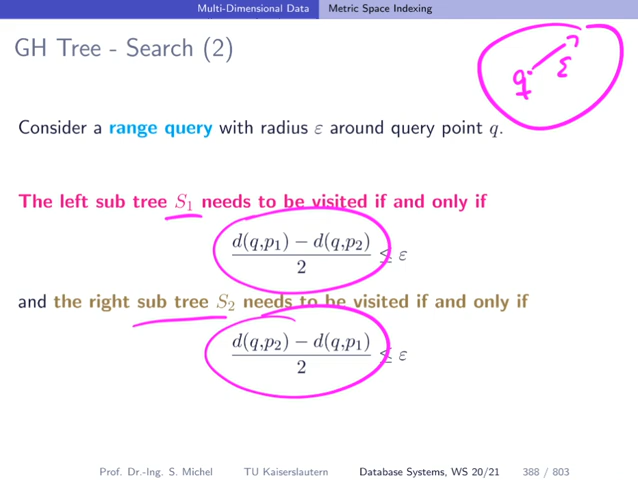 Multi-Dimensional Data Metric Space Indexing
GH Tree - Search (2)
q ε
Consider a range query with radius ε around query point q.
The left sub tree S₁ needs to be visited if and only if
(d(q,p₁) − d(q,p₂)) / 2 ≤ ε
and the right sub tree S₂ needs to be visited if and only if
(d(q,p₂) − d(q,p₁)) / 2 ≤ ε
Prof. Dr.-Ing. S. Michel TU Kaiserslautern Database Systems, WS 20/21 388 / 803